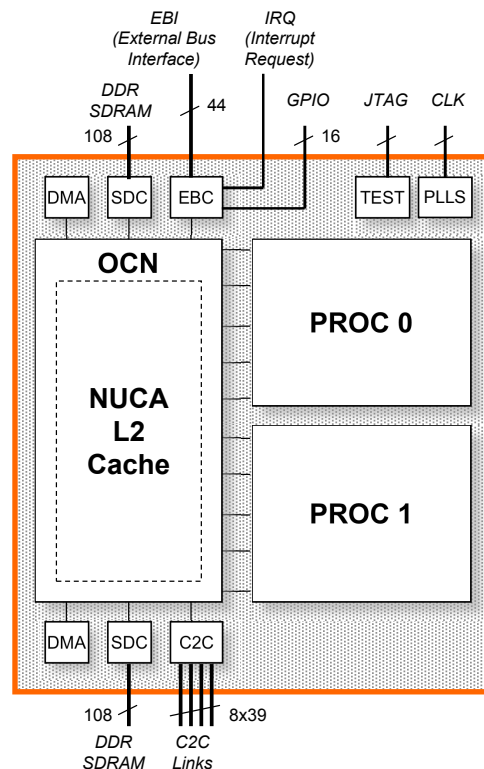 EBI
(External Bus
Interface)
IRQ
(Interrupt
Request)
DDR
SDRAM
GPIO
JTAG
CLK
108
44
16
DMA
SDC
EBC
TEST
PLLS
OCN
NUCA
L2
Cache
PROC 0
PROC 1
DMA
SDC
C2C
108
8x39
DDR
SDRAM
C2C
Links